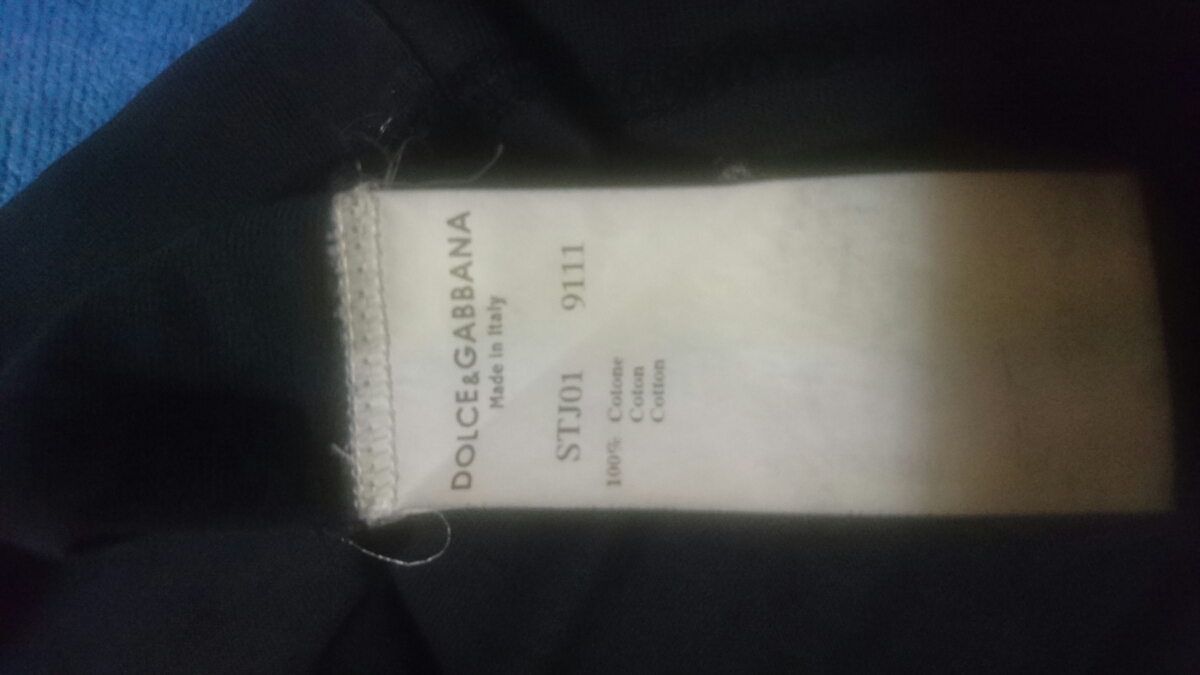 DOLCE&GABBANA
Made in Italy
STJ01 9111
100% Cotone
Coton
Cotton